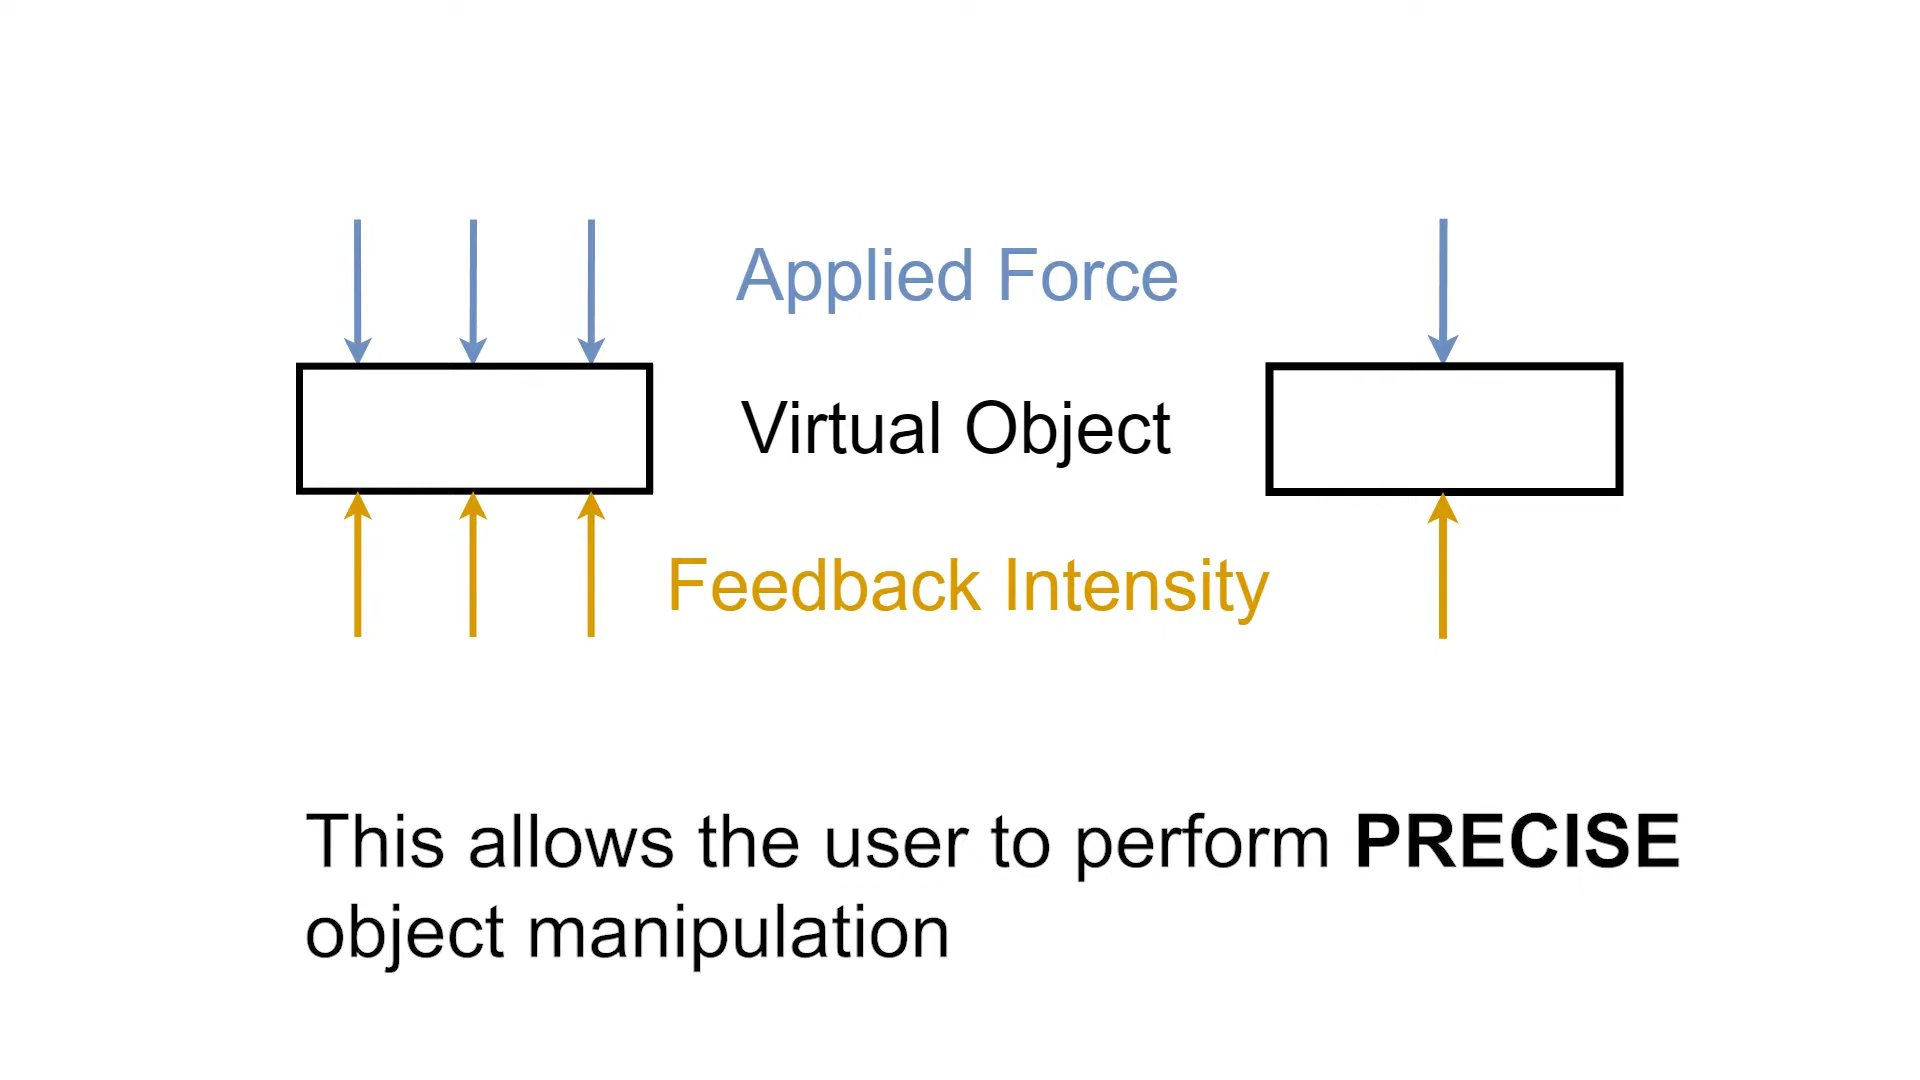 Applied Force
Virtual Object
Feedback Intensity
This allows the user to perform PRECISE
object manipulation